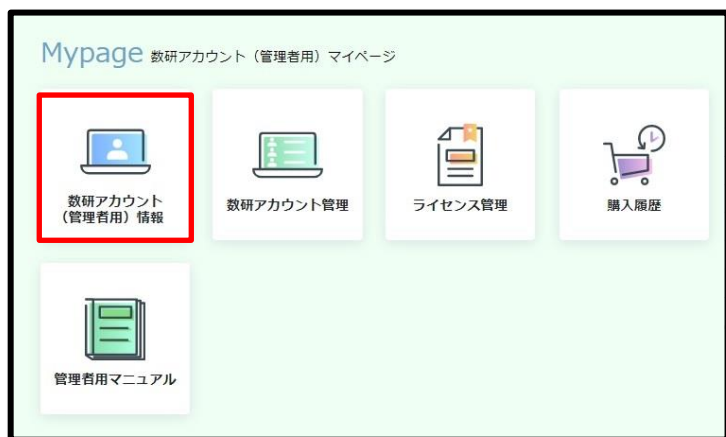 Mypage 数研アカウント（管理者用）マイページ
数研アカウント
（管理者用）情報
数研アカウント管理
ライセンス管理
購入履歴
管理者用マニュアル